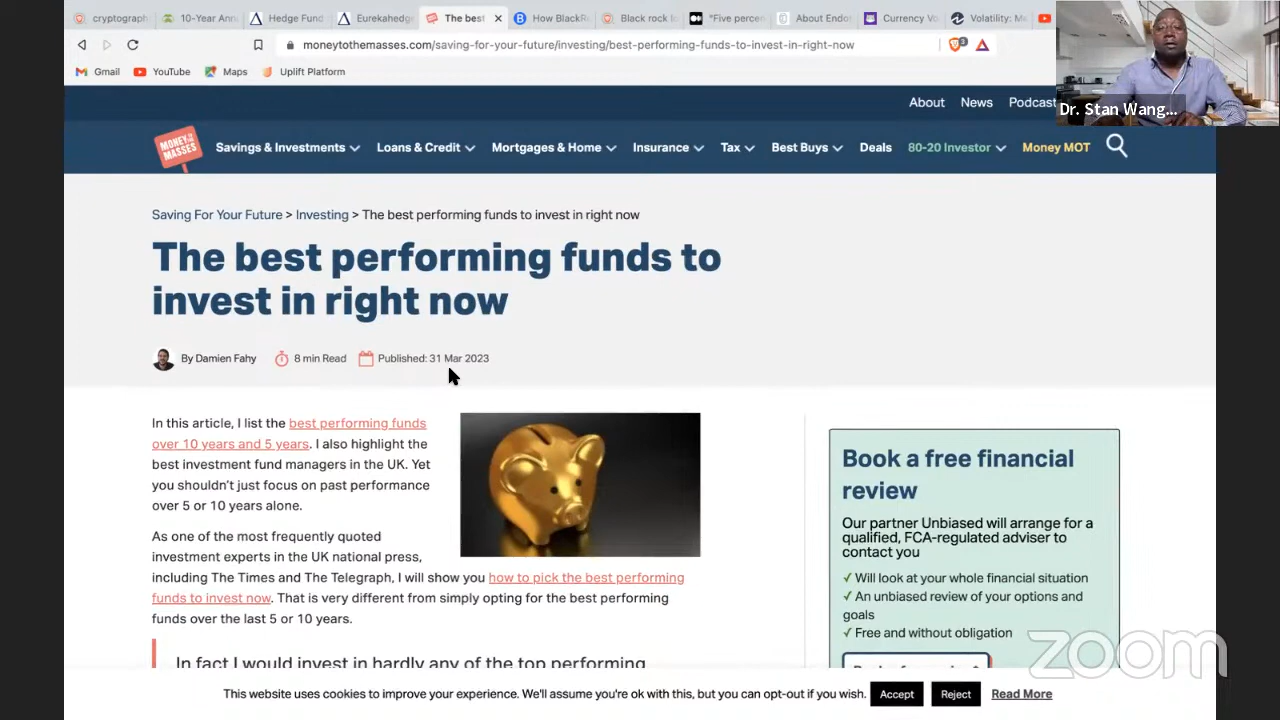 cryptograph
10-Year Ann
Hedge Fund
Eurekahedg
The best
How BlackR
Black rock
"Five percen
About Endo
Currency Vo
Volatility: M
moneytothemasses.com/saving-for-your-future/investing/best-performing-funds-to-invest-in-right-now
3
Gmail
YouTube
Maps
Uplift Platform
Dr. Stan Wang...
About
News
Podcast
MONEY TO THE MASSES
Savings & Investments
Loans & Credit
Mortgages & Home
Insurance
Tax
Best Buys
Deals
80-20 Investor
Money MOT
Saving For Your Future > Investing > The best performing funds to invest in right now
The best performing funds to
invest in right now
By Damien Fahy
8 min Read
Published: 31 Mar 2023
In this article, I list the best performing funds
over 10 years and 5 years. I also highlight the
best investment fund managers in the UK. Yet
you shouldn't just focus on past performance
over 5 or 10 years alone.
As one of the most frequently quoted
investment experts in the UK national press,
including The Times and The Telegraph, I will show you how to pick the best performing
funds to invest now. That is very different from simply opting for the best performing
funds over the last 5 or 10 years.
In fact I would invest in hardly any of the top performing
Book a free financial
review
Our partner Unbiased will arrange for a
qualified, FCA-regulated adviser to
contact you
✓ Will look at your whole financial situation
✓ An unbiased review of your options and
goals
✓ Free and without obligation
zoom
This website uses cookies to improve your experience. We'll assume you're ok with this, but you can opt-out if you wish.
Accept
Reject
Read More